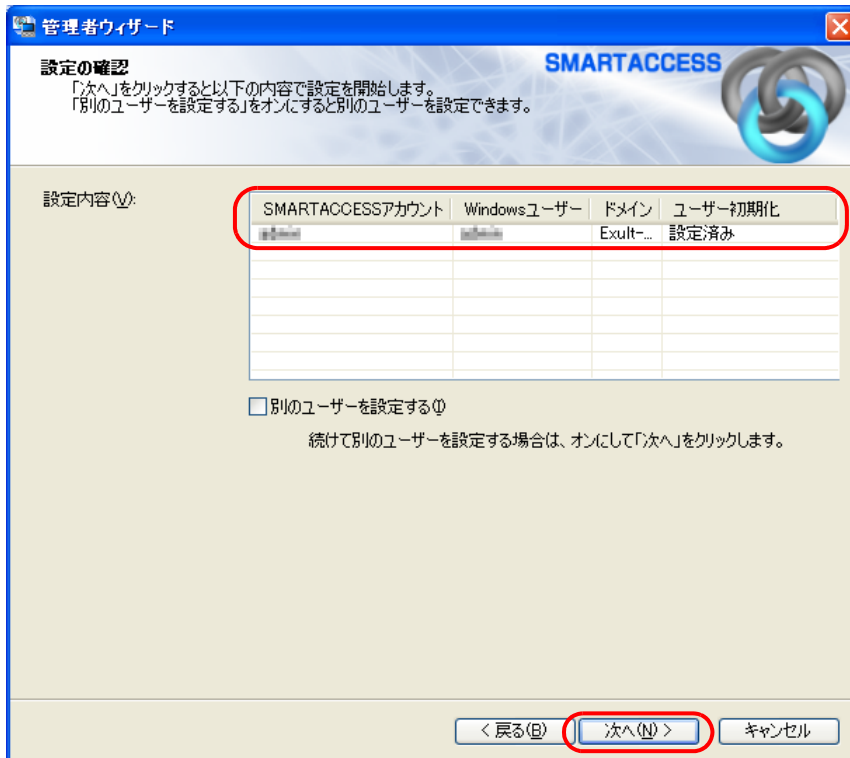 管理者ウィザード
SMARTACCESS
設定の確認
「次へ」をクリックすると以下の内容で設定を開始します。
「別のユーザーを設定する」をオンにすると別のユーザーを設定できます。
設定内容(V):
SMARTACCESSアカウント Windowsユーザー ドメイン ユーザー初期化
Exult-... 設定済み
別のユーザーを設定する(I)
続けて別のユーザーを設定する場合は、オンにして「次へ」をクリックします。
< 戻る(B) 次へ(N) > キャンセル